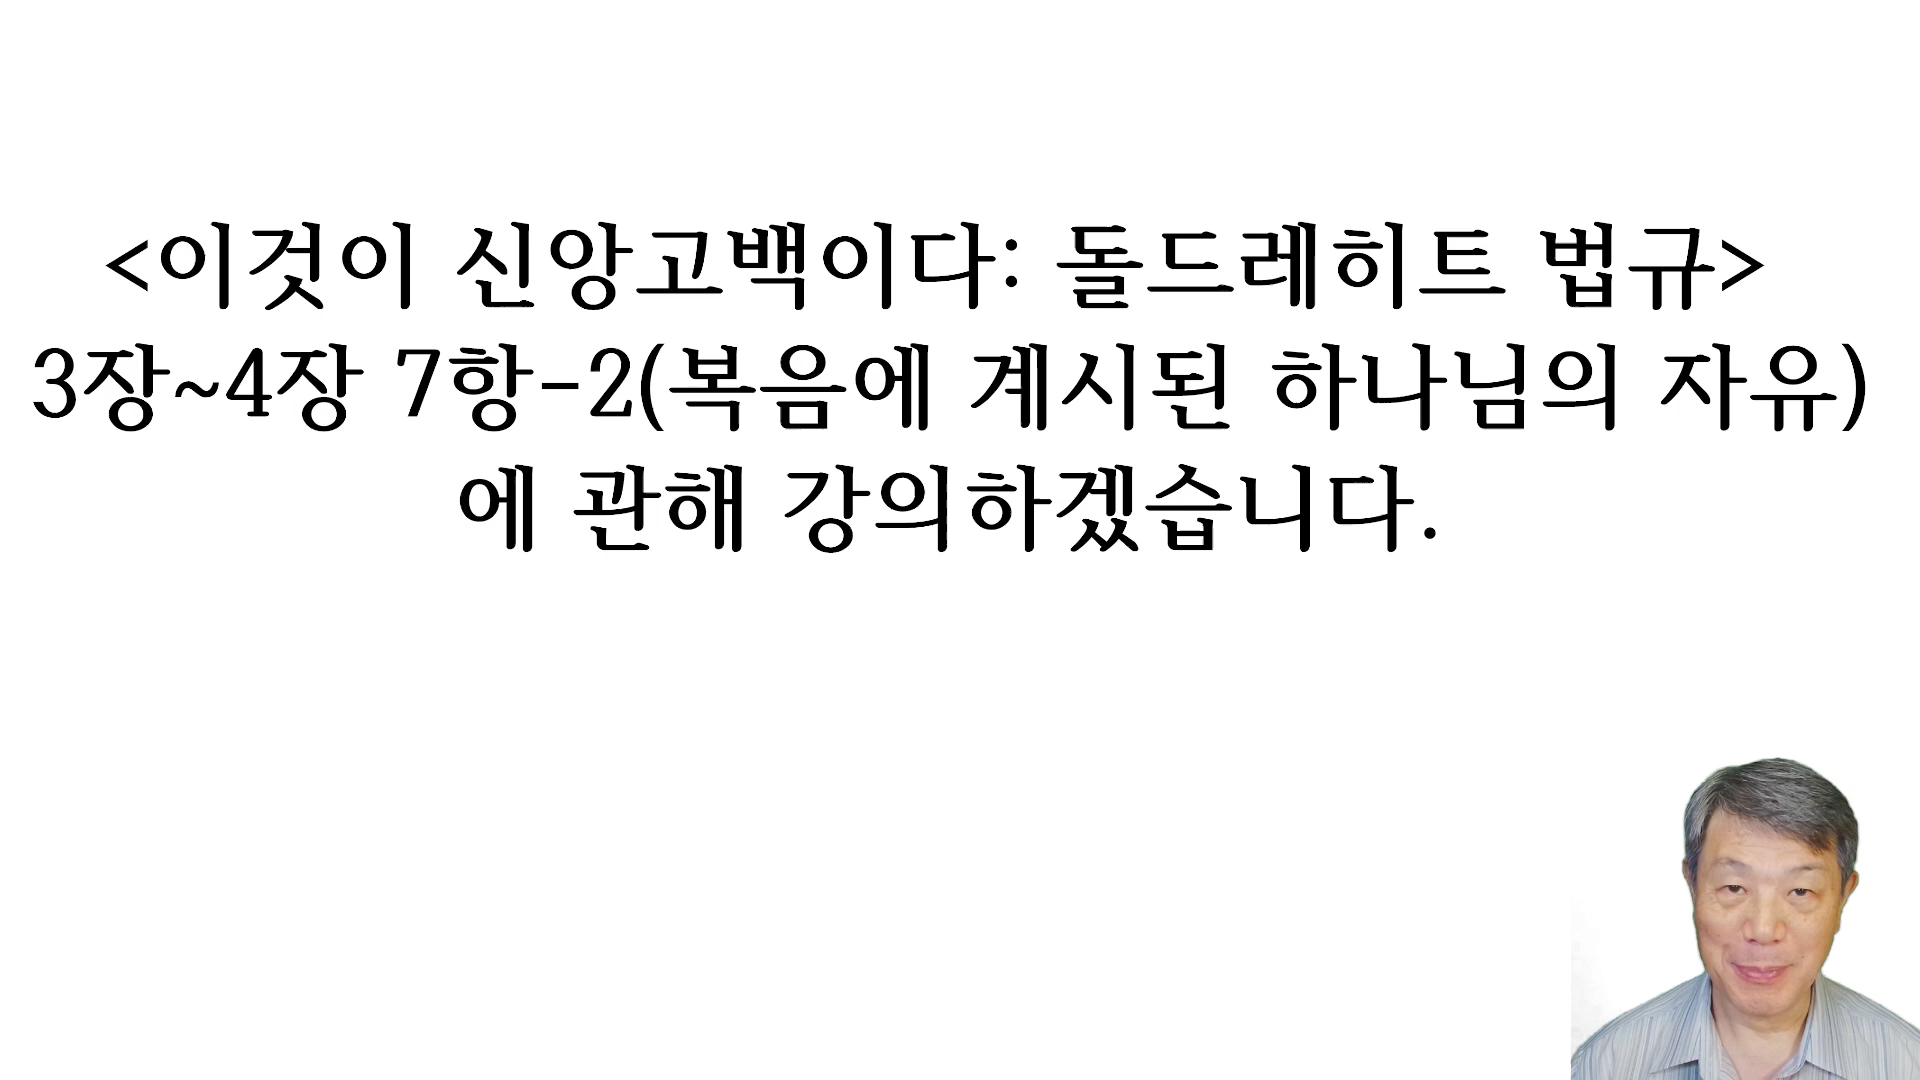 <이것이 신앙고백이다: 돌드레히트 법규>
3장~4장 7항-2(복음에 계시된 하나님의 자유)
에 관해 강의하겠습니다.